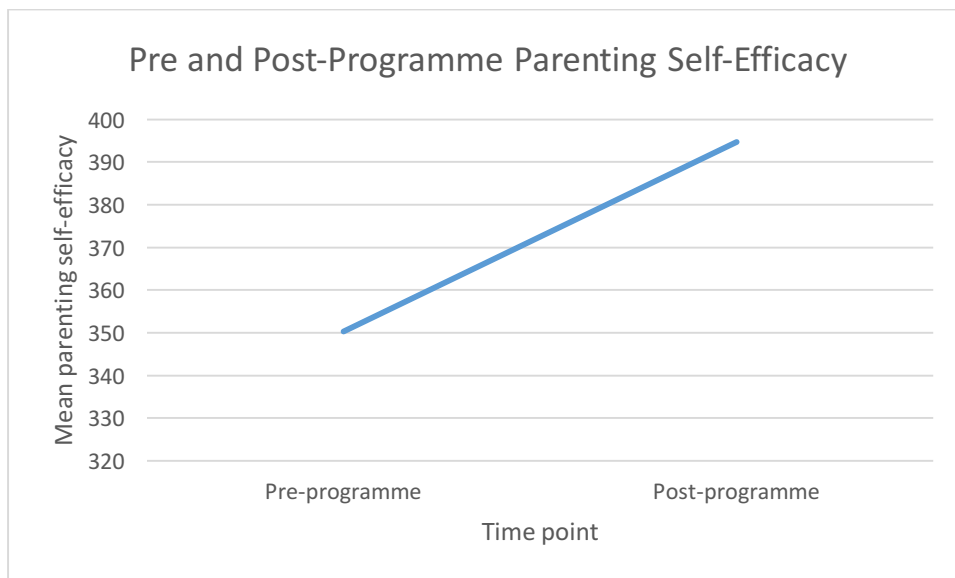 Pre and Post-Programme Parenting Self-Efficacy
Mean parenting self-efficacy
400
390
380
370
360
350
340
330
320
Pre-programme
Post-programme
Time point